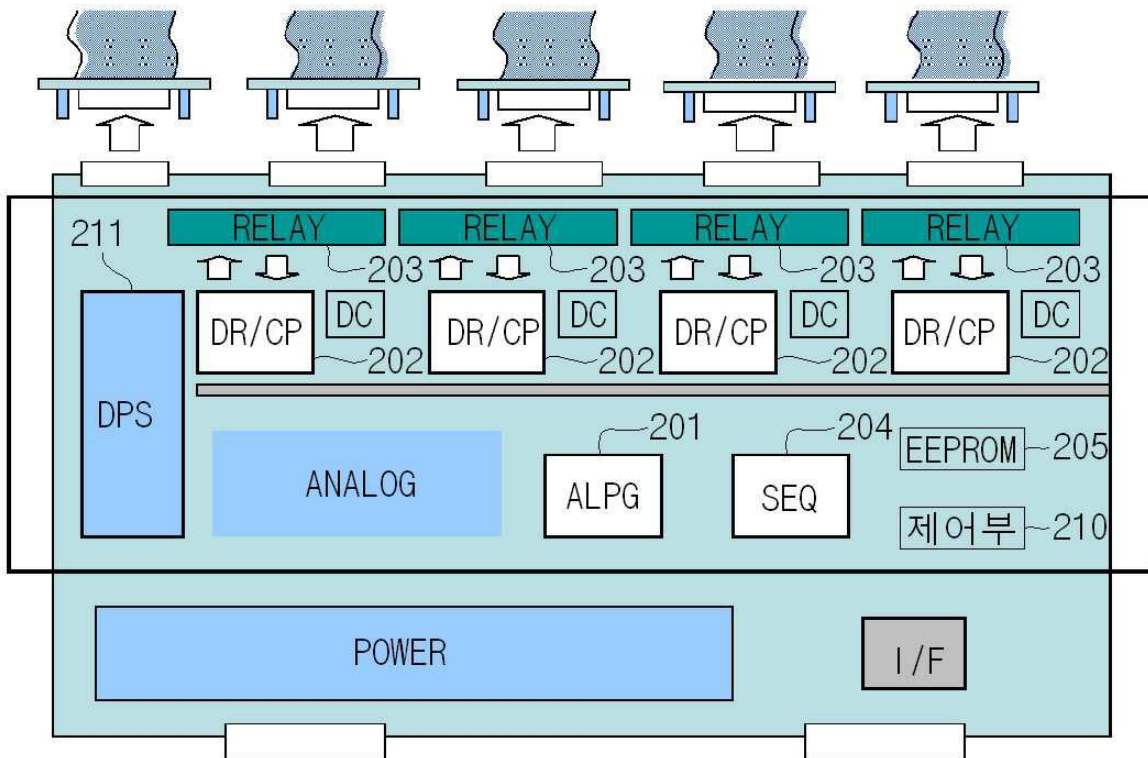 211
RELAY RELAY RELAY RELAY
203 203 203 203
DR/CP DC DR/CP DC DR/CP DC DR/CP DC
202 202 202 202
DPS
201 204
ANALOG ALPG SEQ EEPROM 205
제어부 210
POWER I/F